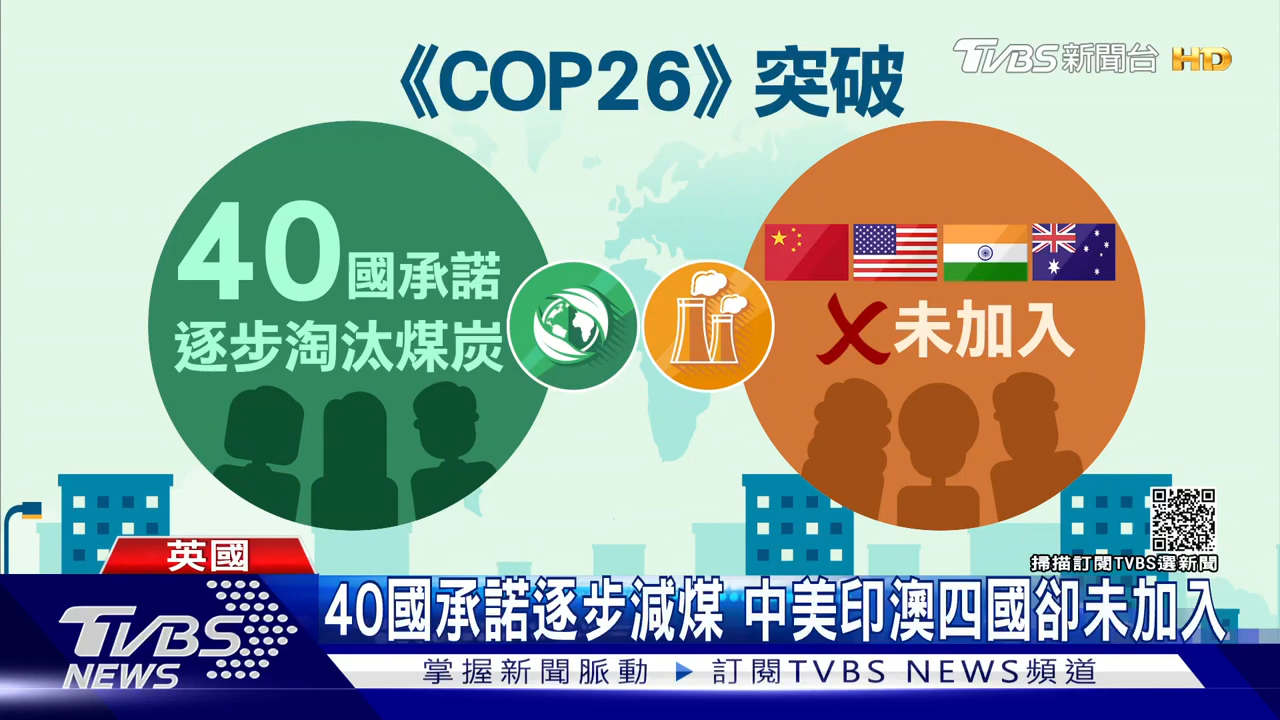 《COP26》突破
TVBS新聞台 HD
40國承諾
逐步淘汰煤炭
未加入
掃描訂閱TVBS選新聞
英國
40國承諾逐步減煤 中美印澳四國卻未加入
TVBS
NEWS
掌握新聞脈動 ▶ 訂閱TVBS NEWS頻道